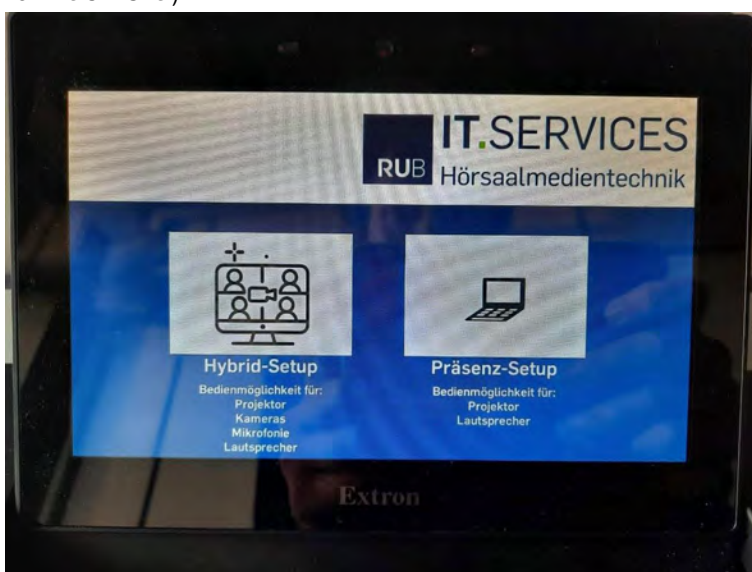 IT.SERVICES
RUB
Hörsaalmedientechnik
Hybrid-Setup
Bedienmöglichkeit für:
Projektor
Kameras
Mikrofonie
Lautsprecher
Präsenz-Setup
Bedienmöglichkeit für:
Projektor
Lautsprecher
Extron